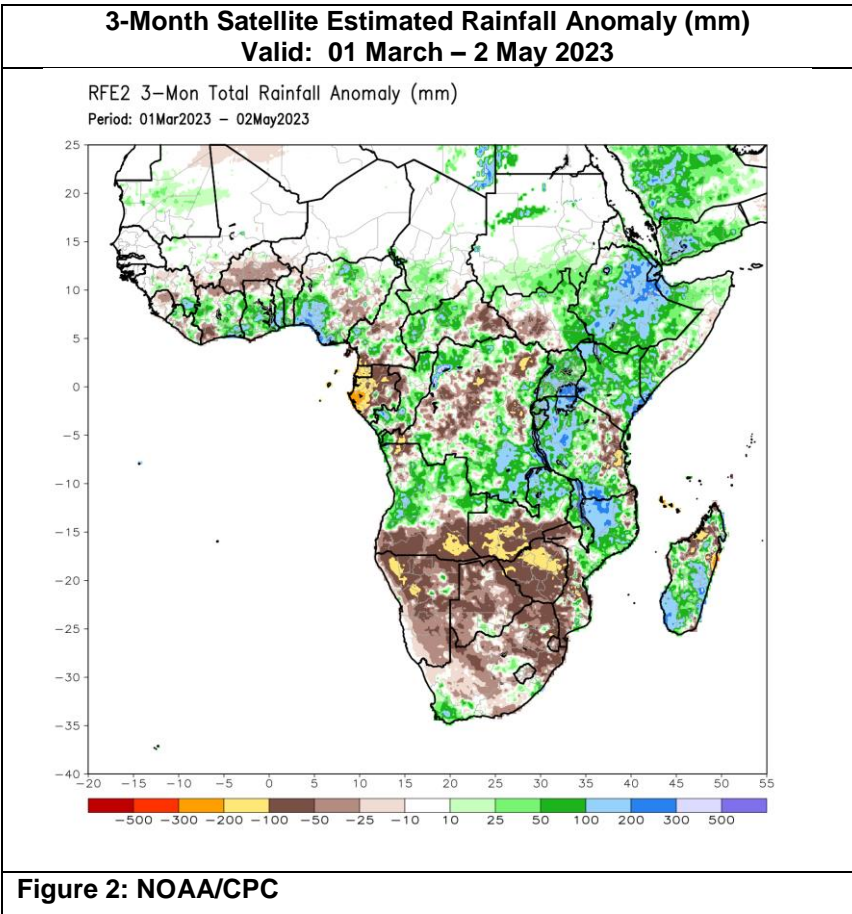 3-Month Satellite Estimated Rainfall Anomaly (mm)
Valid: 01 March – 2 May 2023
RFE2 3-Mon Total Rainfall Anomaly (mm)
Period: 01Mar2023 – 02May2023
25
20
15
10
5
0
-5
-10
-15
-20
-25
-30
-35
-40
-20 -15 -10 -5 0 5 10 15 20 25 30 35 40 45 50 55
-500 -300 -200 -100 -50 -25 -10 10 25 50 100 200 300 500
Figure 2: NOAA/CPC